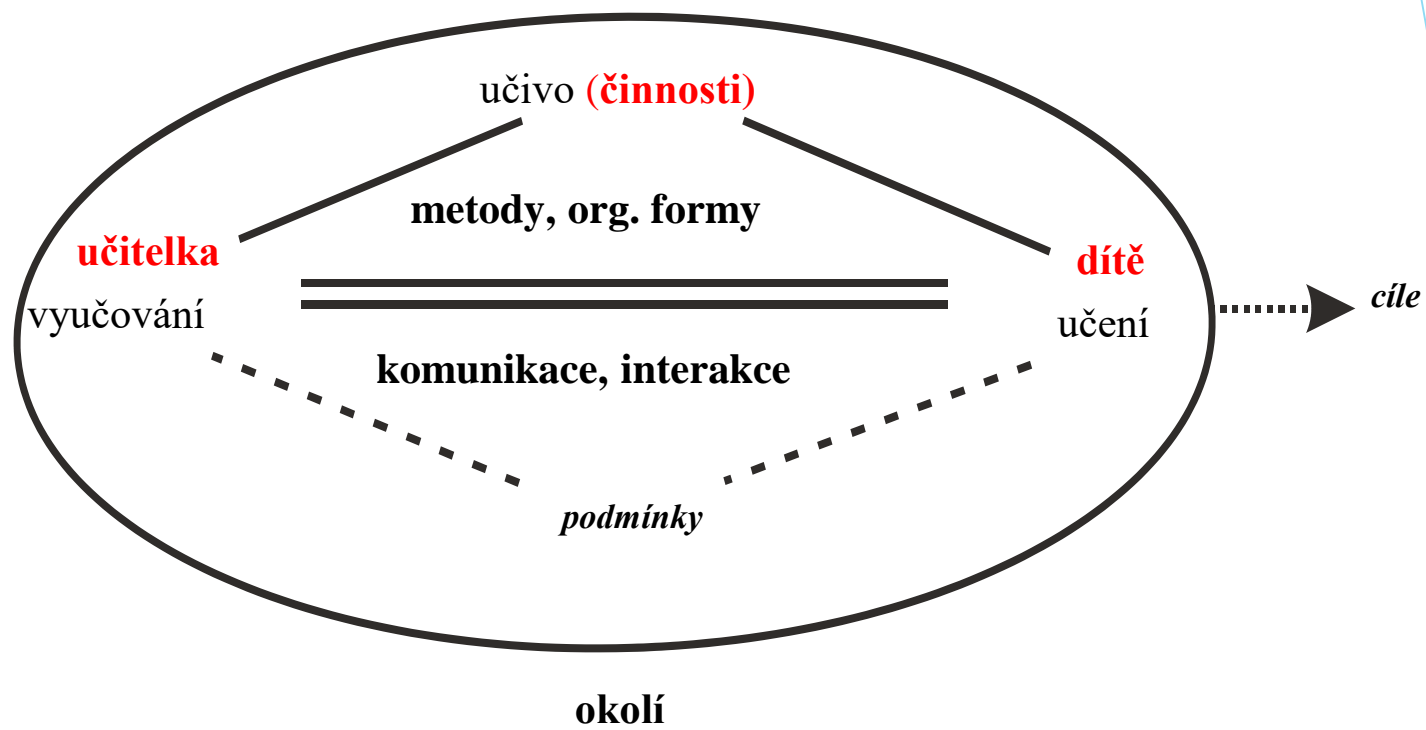 učivo (činnosti)
metody, org. formy
učitelka
dítě
cíle
vyučování
učení
komunikace, interakce
podmínky
okolí